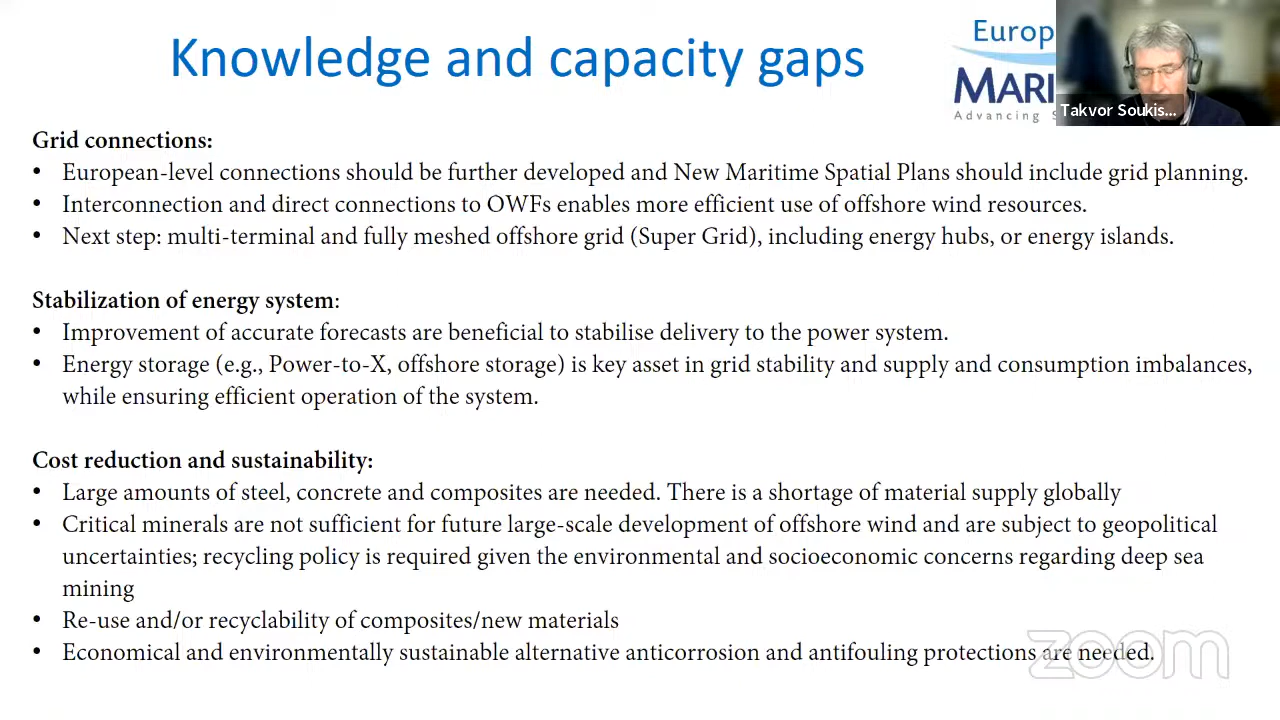 Knowledge and capacity gaps
Europ
MARI
Advancing S
Takvor Soukis...
Grid connections:
• European-level connections should be further developed and New Maritime Spatial Plans should include grid planning.
• Interconnection and direct connections to OWFs enables more efficient use of offshore wind resources.
• Next step: multi-terminal and fully meshed offshore grid (Super Grid), including energy hubs, or energy islands.
Stabilization of energy system:
• Improvement of accurate forecasts are beneficial to stabilise delivery to the power system.
• Energy storage (e.g., Power-to-X, offshore storage) is key asset in grid stability and supply and consumption imbalances,
while ensuring efficient operation of the system.
Cost reduction and sustainability:
• Large amounts of steel, concrete and composites are needed. There is a shortage of material supply globally
• Critical minerals are not sufficient for future large-scale development of offshore wind and are subject to geopolitical
uncertainties; recycling policy is required given the environmental and socioeconomic concerns regarding deep sea
mining
• Re-use and/or recyclability of composites/new materials
• Economical and environmentally sustainable alternative anticorrosion and antifouling protections are needed.
zoom